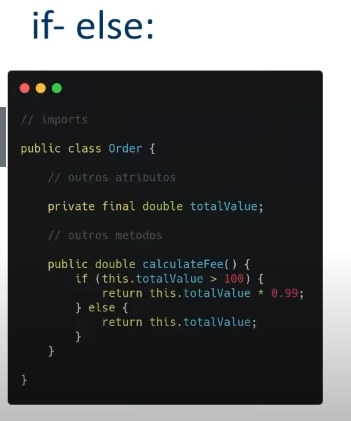 if- else:
// imports
public class Order {
// outros atributos
private final double totalValue;
// outros metodos
public double calculateFee() {
if (this.totalValue > 100) {
return this.totalValue * 0.99;
} else {
return this.totalValue;
}
}
}